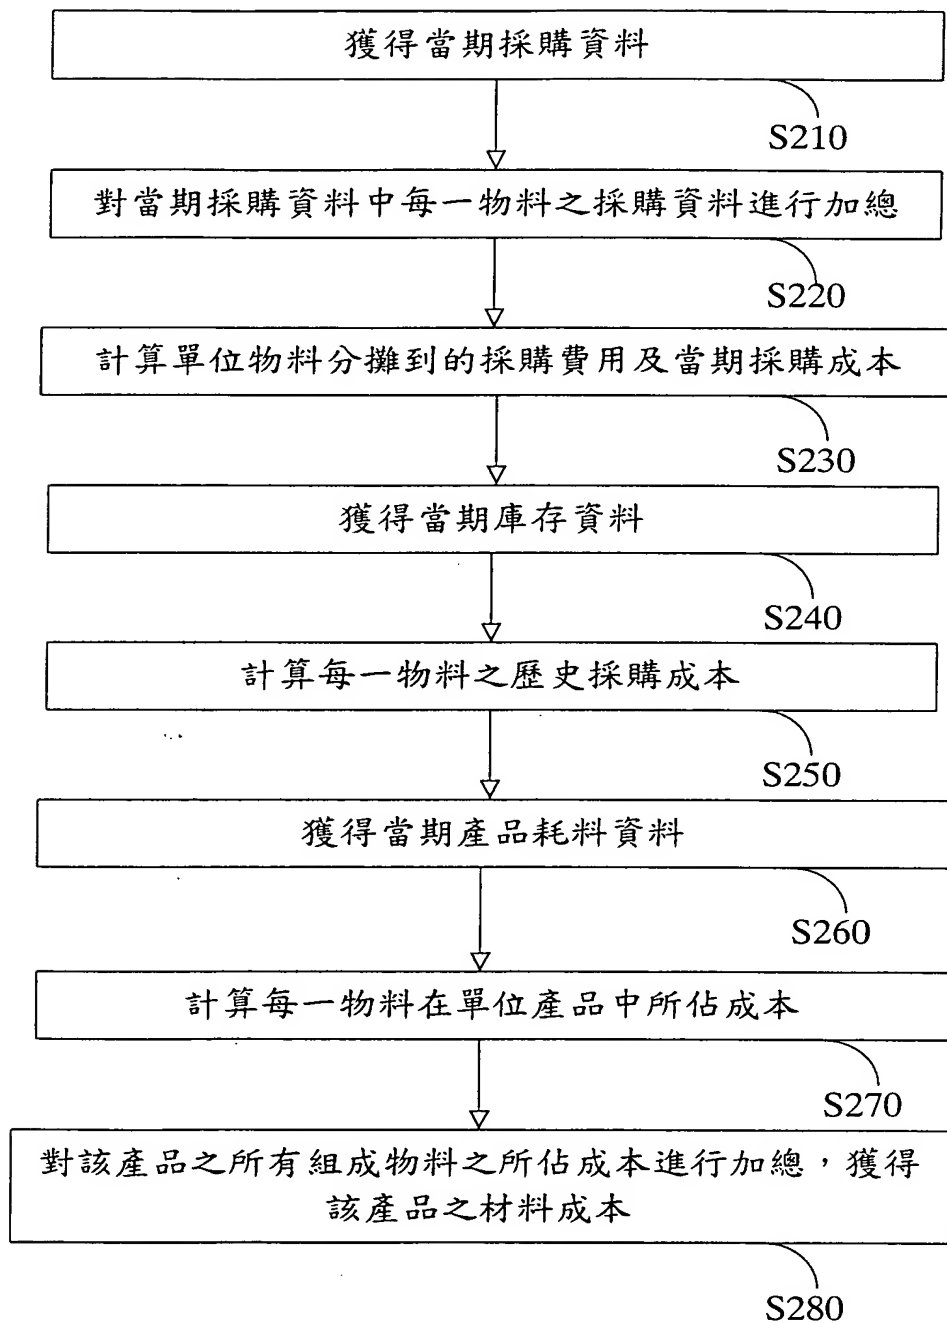 獲得當期採購資料
S210
對當期採購資料中每一物料之採購資料進行加總
S220
計算單位物料分攤到的採購費用及當期採購成本
S230
獲得當期庫存資料
S240
計算每一物料之歷史採購成本
S250
獲得當期產品耗料資料
S260
計算每一物料在單位產品中所佔成本
S270
對該產品之所有組成物料之所佔成本進行加總，獲得
該產品之材料成本
S280